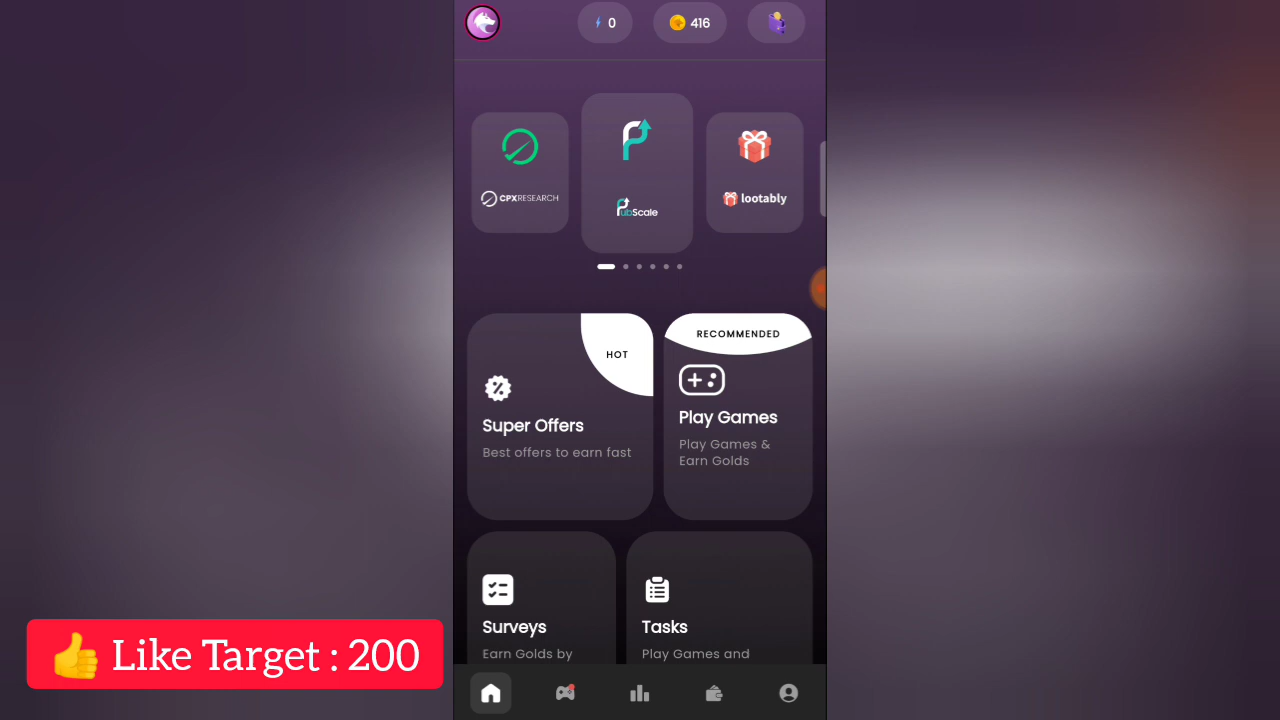 0
416
CPXRESEARCH
PubScale
lootably
HOT
RECOMMENDED
Super Offers
Best offers to earn fast
Play Games
Play Games &
Earn Golds
Surveys
Earn Golds by
Tasks
Play Games and
👍 Like Target : 200